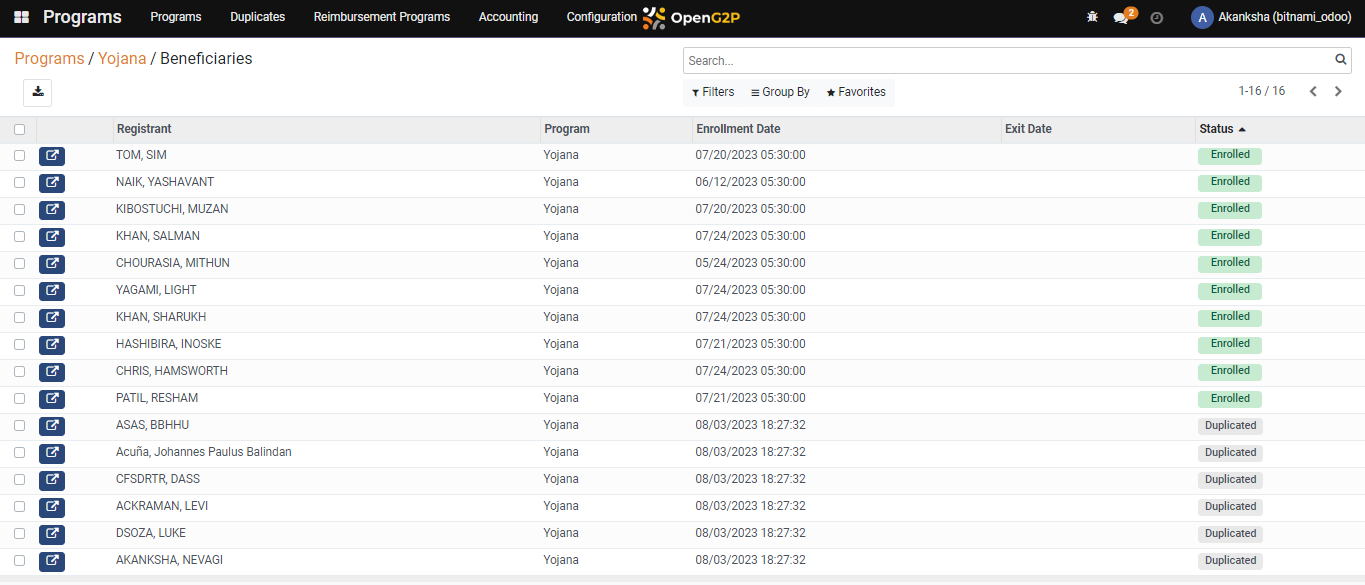 Programs Programs Duplicates Reimbursement Programs Accounting Configuration OpenG2P 2 A Akanksha (bitnami_odoo)
Programs / Yojana / Beneficiaries
Search...
Filters Group By Favorites 1-16 / 16
Registrant Program Enrollment Date Exit Date Status
TOM, SIM Yojana 07/20/2023 05:30:00 Enrolled
NAIK, YASHAVANT Yojana 06/12/2023 05:30:00 Enrolled
KIBOSTUCHI, MUZAN Yojana 07/20/2023 05:30:00 Enrolled
KHAN, SALMAN Yojana 07/24/2023 05:30:00 Enrolled
CHOURASIA, MITHUN Yojana 05/24/2023 05:30:00 Enrolled
YAGAMI, LIGHT Yojana 07/24/2023 05:30:00 Enrolled
KHAN, SHARUKH Yojana 07/24/2023 05:30:00 Enrolled
HASHIBIRA, INOSKE Yojana 07/21/2023 05:30:00 Enrolled
CHRIS, HAMSWORTH Yojana 07/24/2023 05:30:00 Enrolled
PATIL, RESHAM Yojana 07/21/2023 05:30:00 Enrolled
ASAS, BBHHU Yojana 08/03/2023 18:27:32 Duplicated
Acuña, Johannes Paulus Balindan Yojana 08/03/2023 18:27:32 Duplicated
CFSDRTR, DASS Yojana 08/03/2023 18:27:32 Duplicated
ACKRAMAN, LEVI Yojana 08/03/2023 18:27:32 Duplicated
DSOZA, LUKE Yojana 08/03/2023 18:27:32 Duplicated
AKANKSHA, NEVAGI Yojana 08/03/2023 18:27:32 Duplicated